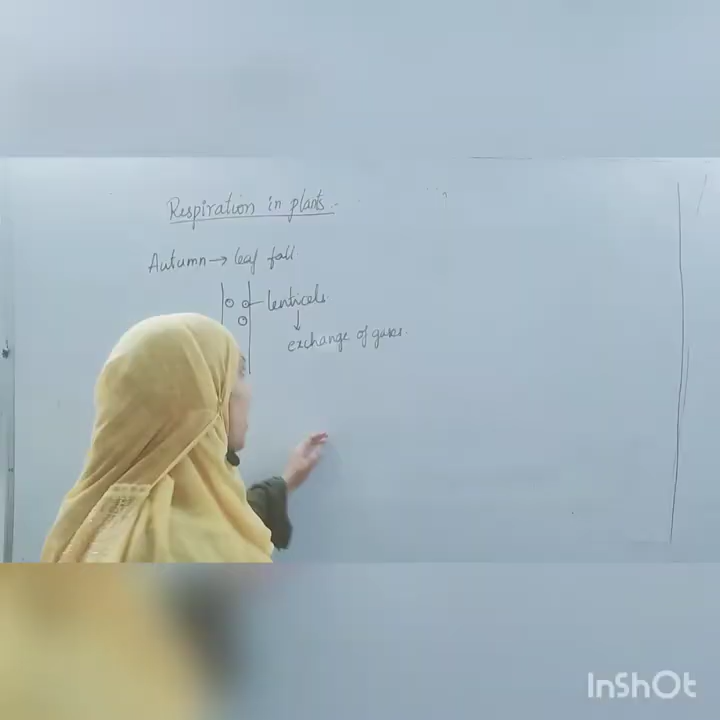 Respiration in plants.
Autumn → leaf fall
lenticels.
↓
exchange of gases.
InShOt